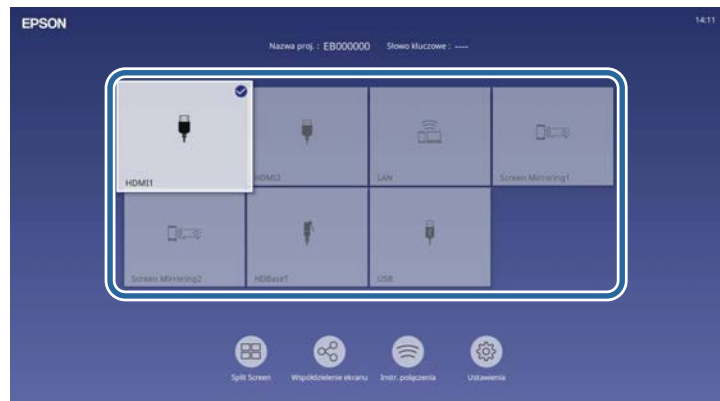 EPSON
14:11
Nazwa proj. : EB000000 Słowo kluczowe : ----
HDMI1
HDMI2
LAN
Screen Mirroring1
Screen Mirroring2
HDBaseT
USB
Split Screen
Współdzielenie ekranu
Instr. połączenia
Ustawienia